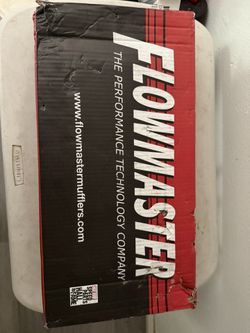 FLOWMASTER
THE PERFORMANCE TECHNOLOGY COMPANY
www.flowmastermufflers.com